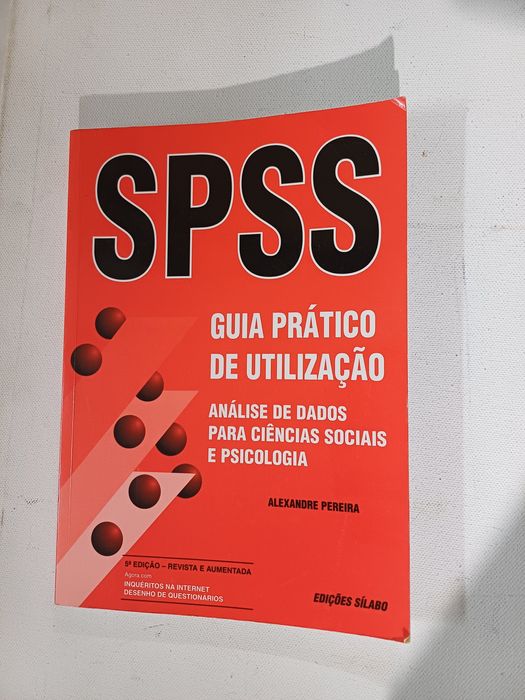 SPSS
GUIA PRÁTICO
DE UTILIZAÇÃO
ANÁLISE DE DADOS
PARA CIÊNCIAS SOCIAIS
E PSICOLOGIA
ALEXANDRE PEREIRA
5ª EDIÇÃO – REVISTA E AUMENTADA
Agora com
INQUÉRITOS NA INTERNET
DESENHO DE QUESTIONÁRIOS
EDIÇÕES SÍLABO